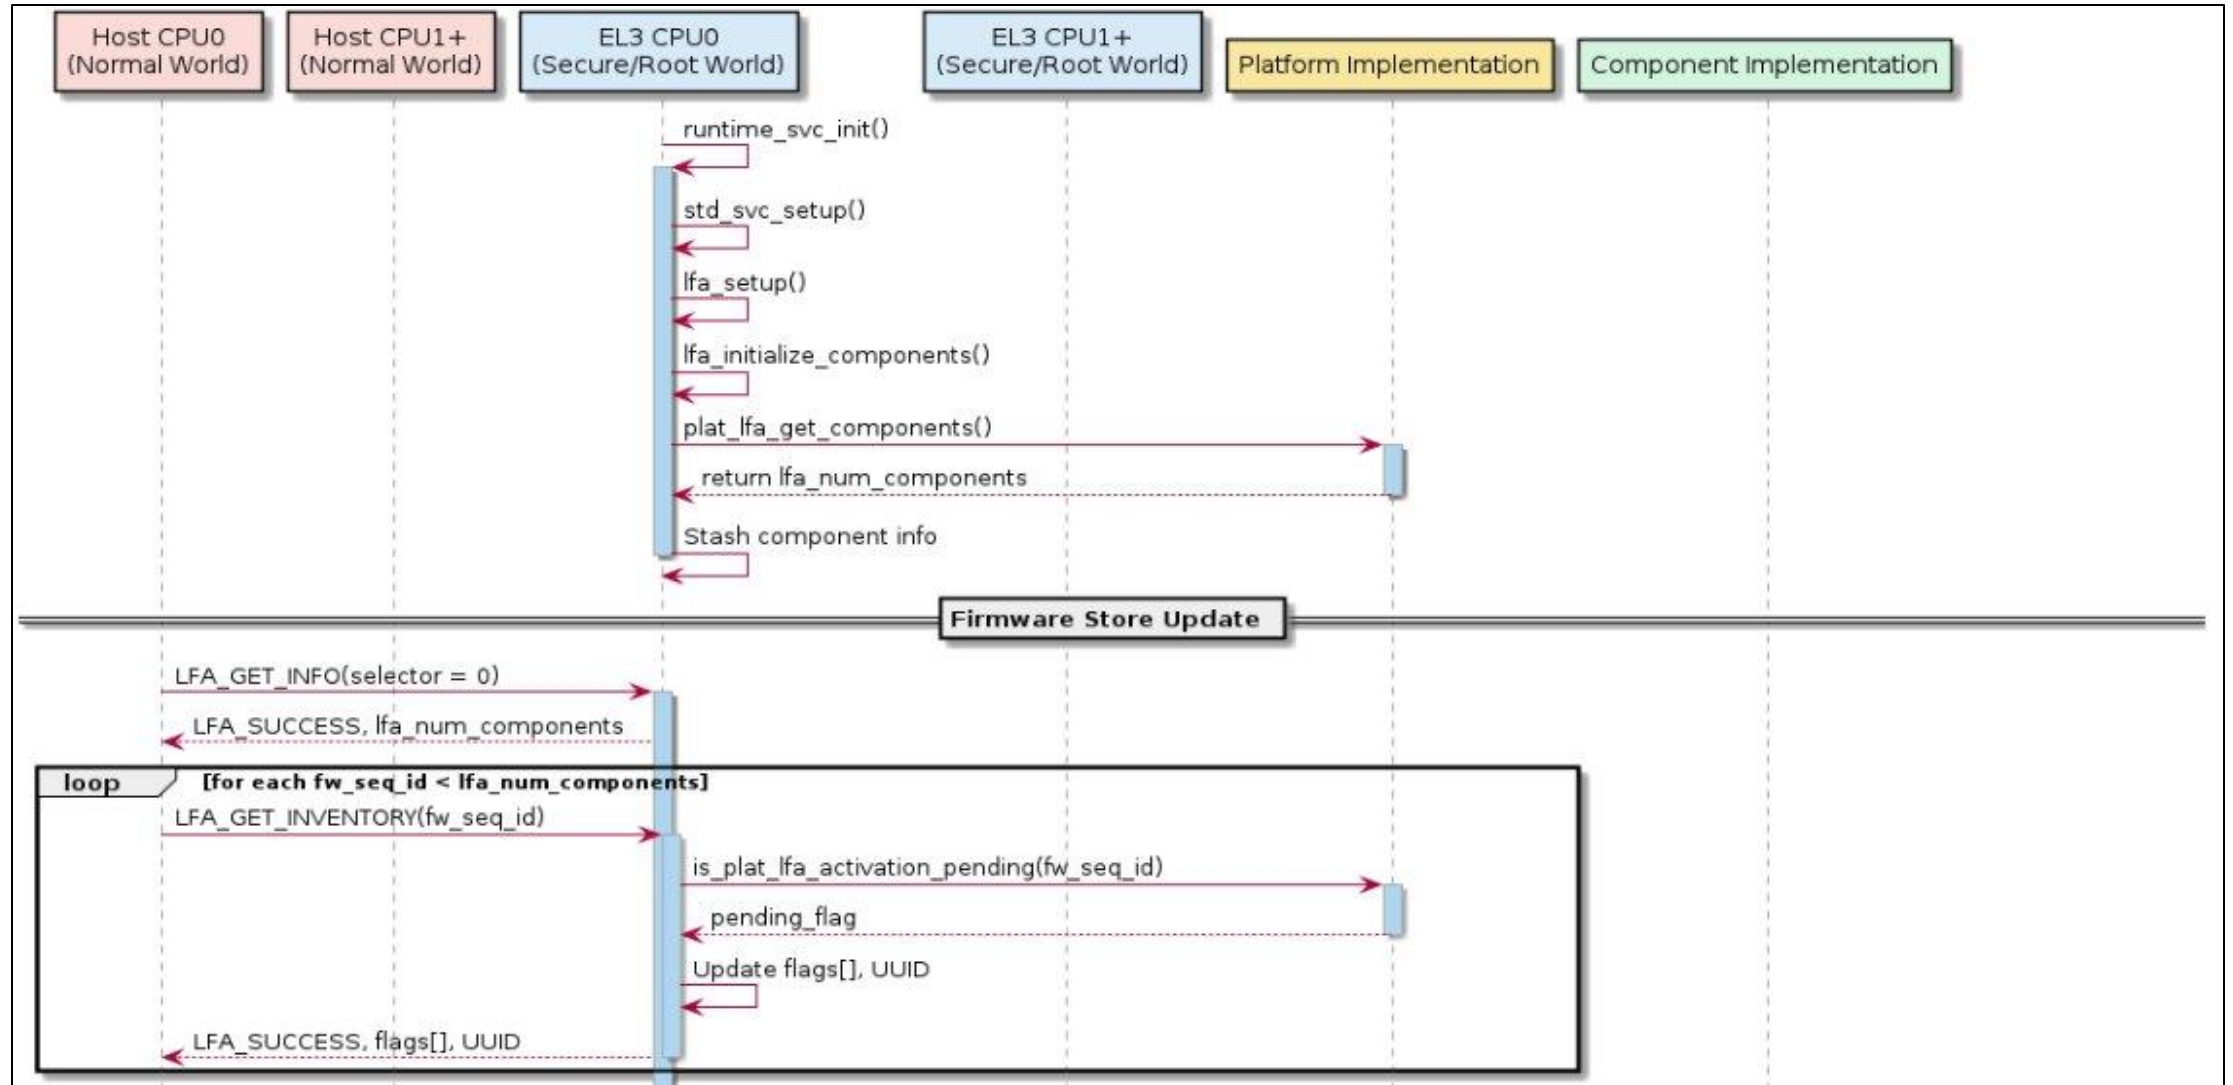 Host CPU0
(Normal World)
Host CPU1+
(Normal World)
EL3 CPU0
(Secure/Root World)
EL3 CPU1+
(Secure/Root World)
Platform Implementation
Component Implementation
runtime_svc_init()
std_svc_setup()
lfa_setup()
lfa_initialize_components()
plat_lfa_get_components()
return lfa_num_components
Stash component info
Firmware Store Update
LFA_GET_INFO(selector = 0)
LFA_SUCCESS, lfa_num_components
loop [for each fw_seq_id < lfa_num_components]
LFA_GET_INVENTORY(fw_seq_id)
is_plat_lfa_activation_pending(fw_seq_id)
pending_flag
Update flags[], UUID
LFA_SUCCESS, flags[], UUID